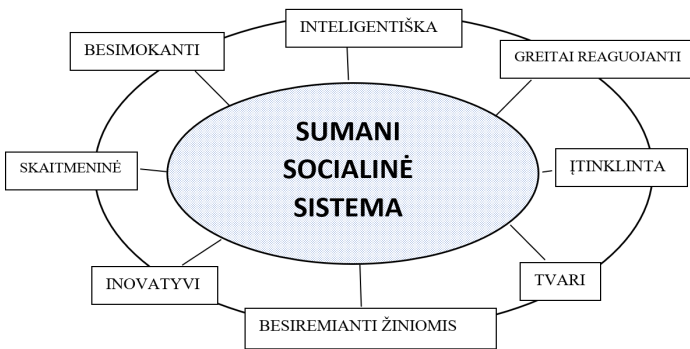 INTELIGENTIŠKA
BESIMOKANTI
GREITAI REAGUOJANTI
SUMANI
SOCIALINĖ
SISTEMA
SKAITMENINĖ
ĮTINKLINTA
INOVATYVI
TVARI
BESIREMIANTI ŽINIOMIS